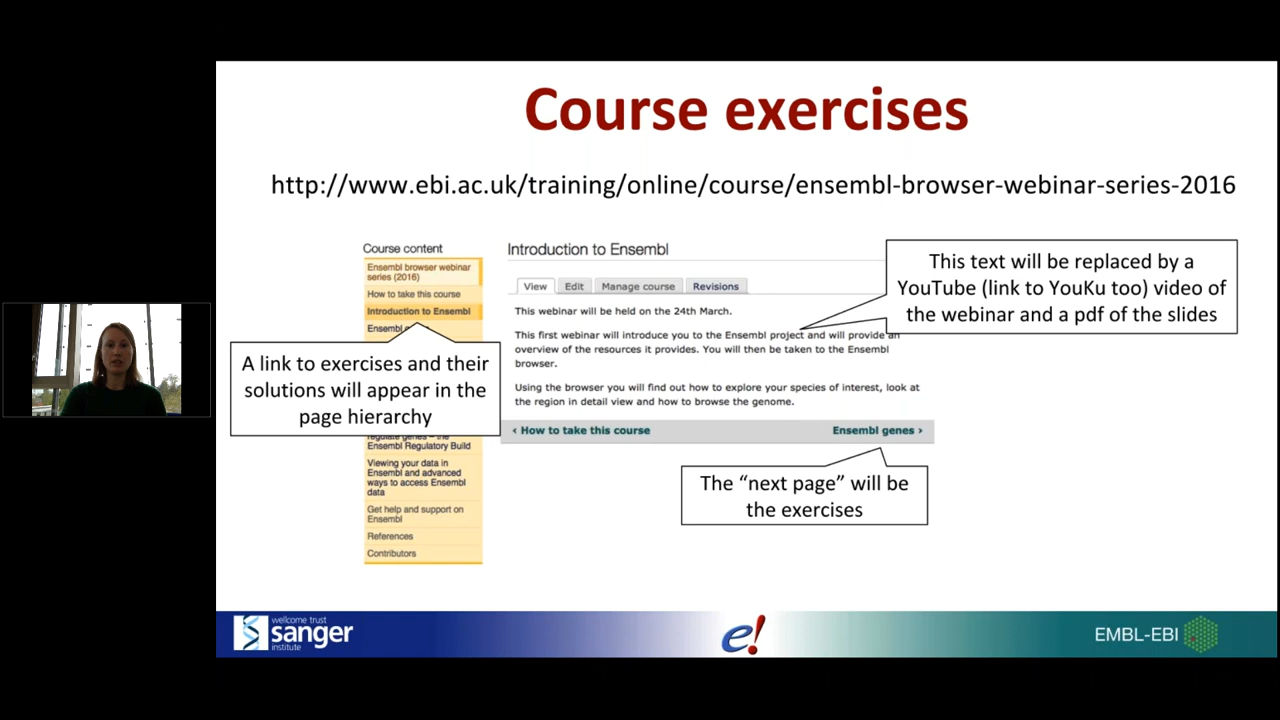 Course exercises
http://www.ebi.ac.uk/training/online/course/ensembl-browser-webinar-series-2016
Course content
Ensembl browser webinar
series (2016)
How to take this course
Introduction to Ensembl
Ensembl
A link to exercises and their
solutions will appear in the
page hierarchy
regulate genes – the
Ensembl Regulatory Build
Viewing your data in
Ensembl and advanced
ways to access Ensembl
data
Get help and support on
Ensembl
References
Contributors
Introduction to Ensembl
View Edit Manage course Revisions
This webinar will be held on the 24th March.
This first webinar will introduce you to the Ensembl project and will provide an
overview of the resources it provides. You will then be taken to the Ensembl
browser.
Using the browser you will find out how to explore your species of interest, look at
the region in detail view and how to browse the genome.
‹ How to take this course Ensembl genes ›
This text will be replaced by a
YouTube (link to YouKu too) video of
the webinar and a pdf of the slides
The “next page” will be
the exercises
wellcome trust
sanger
institute
e!
EMBL-EBI